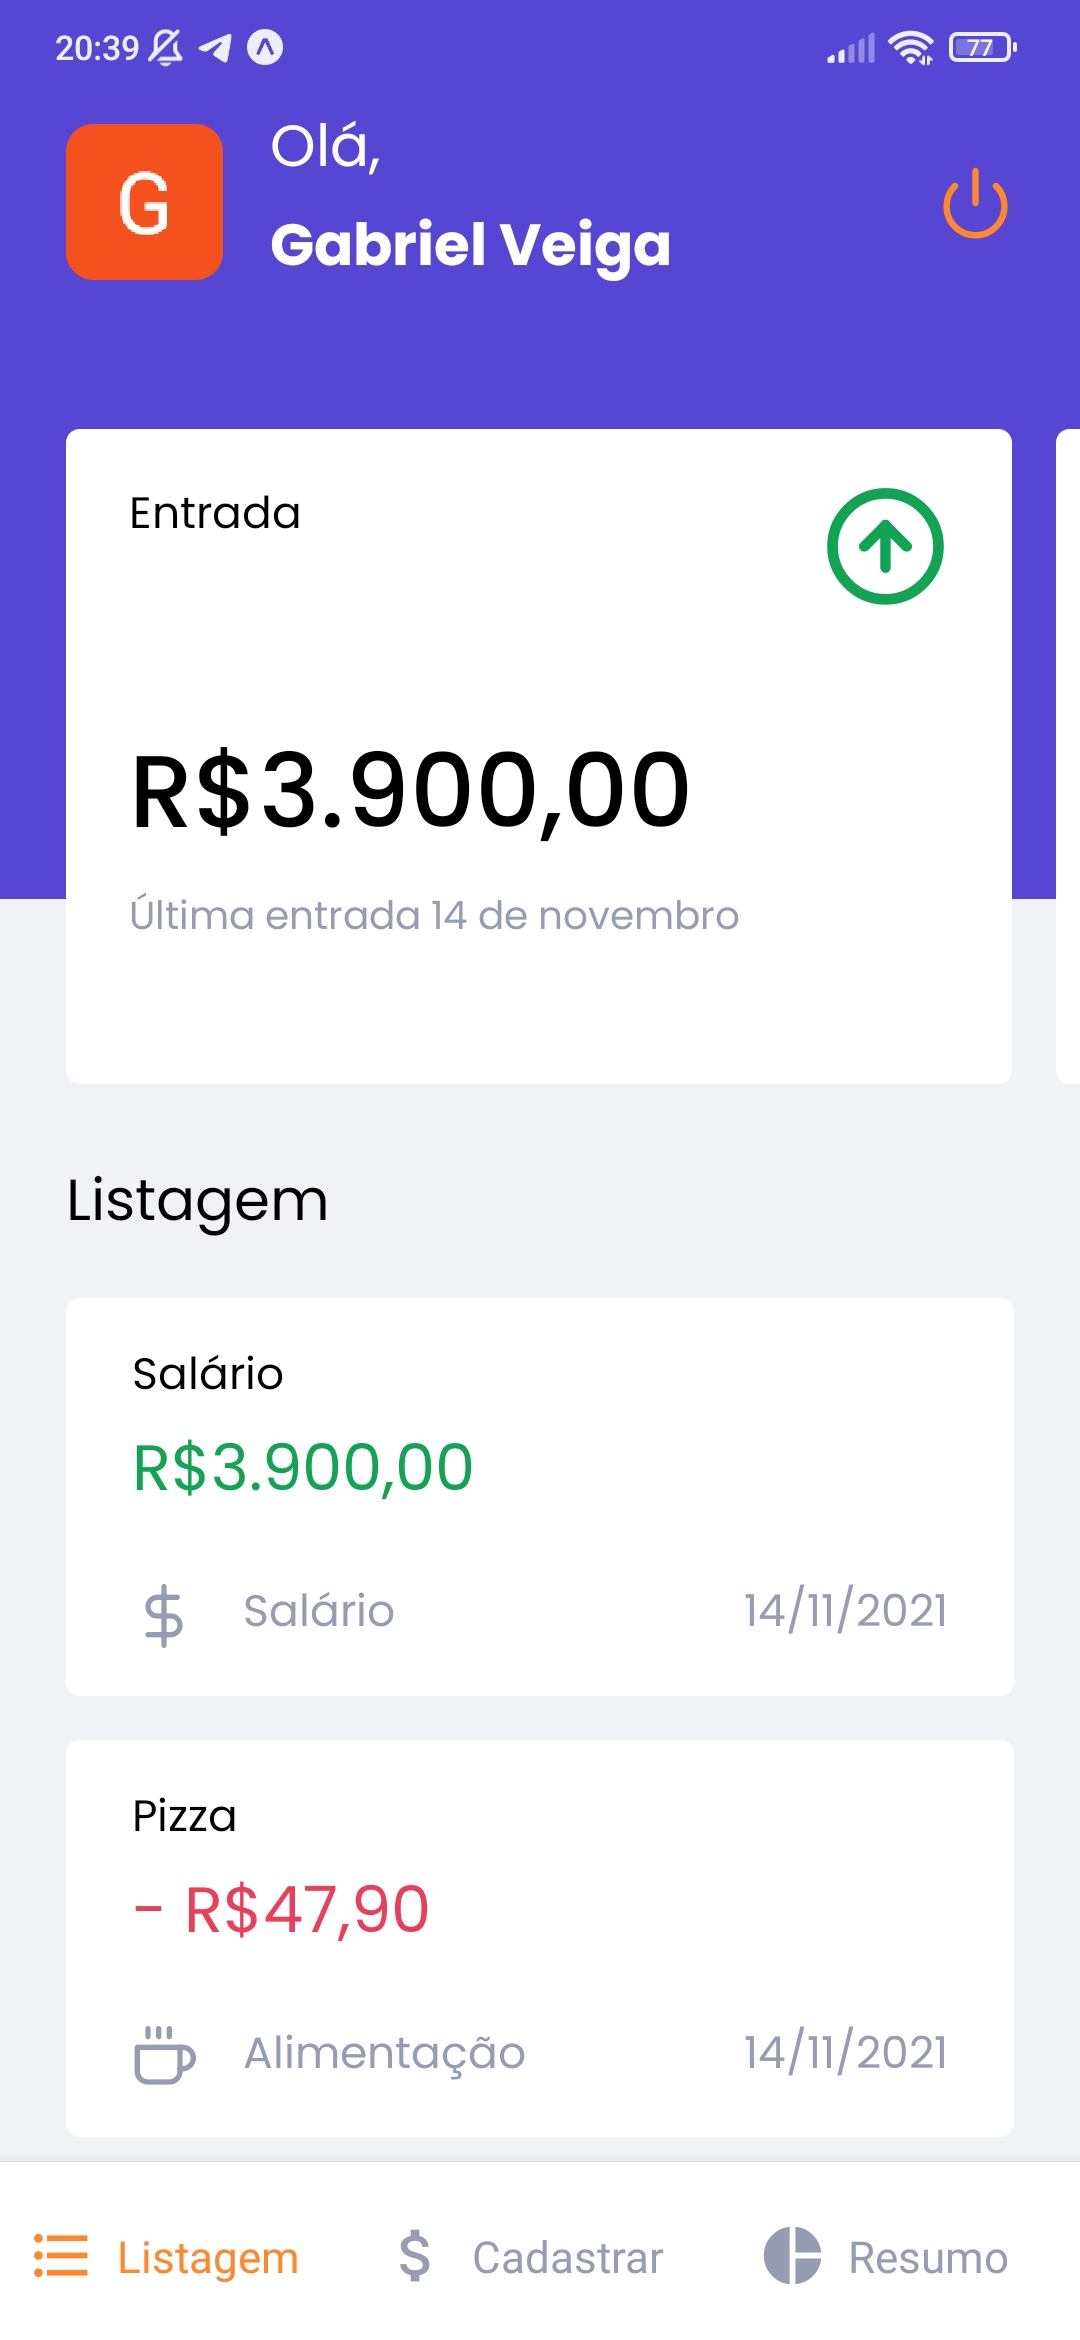 20:39
77
G
Olá,
Gabriel Veiga
Entrada
R$3.900,00
Última entrada 14 de novembro
Listagem
Salário
R$3.900,00
Salário 14/11/2021
Pizza
- R$47,90
Alimentação 14/11/2021
Listagem Cadastrar Resumo